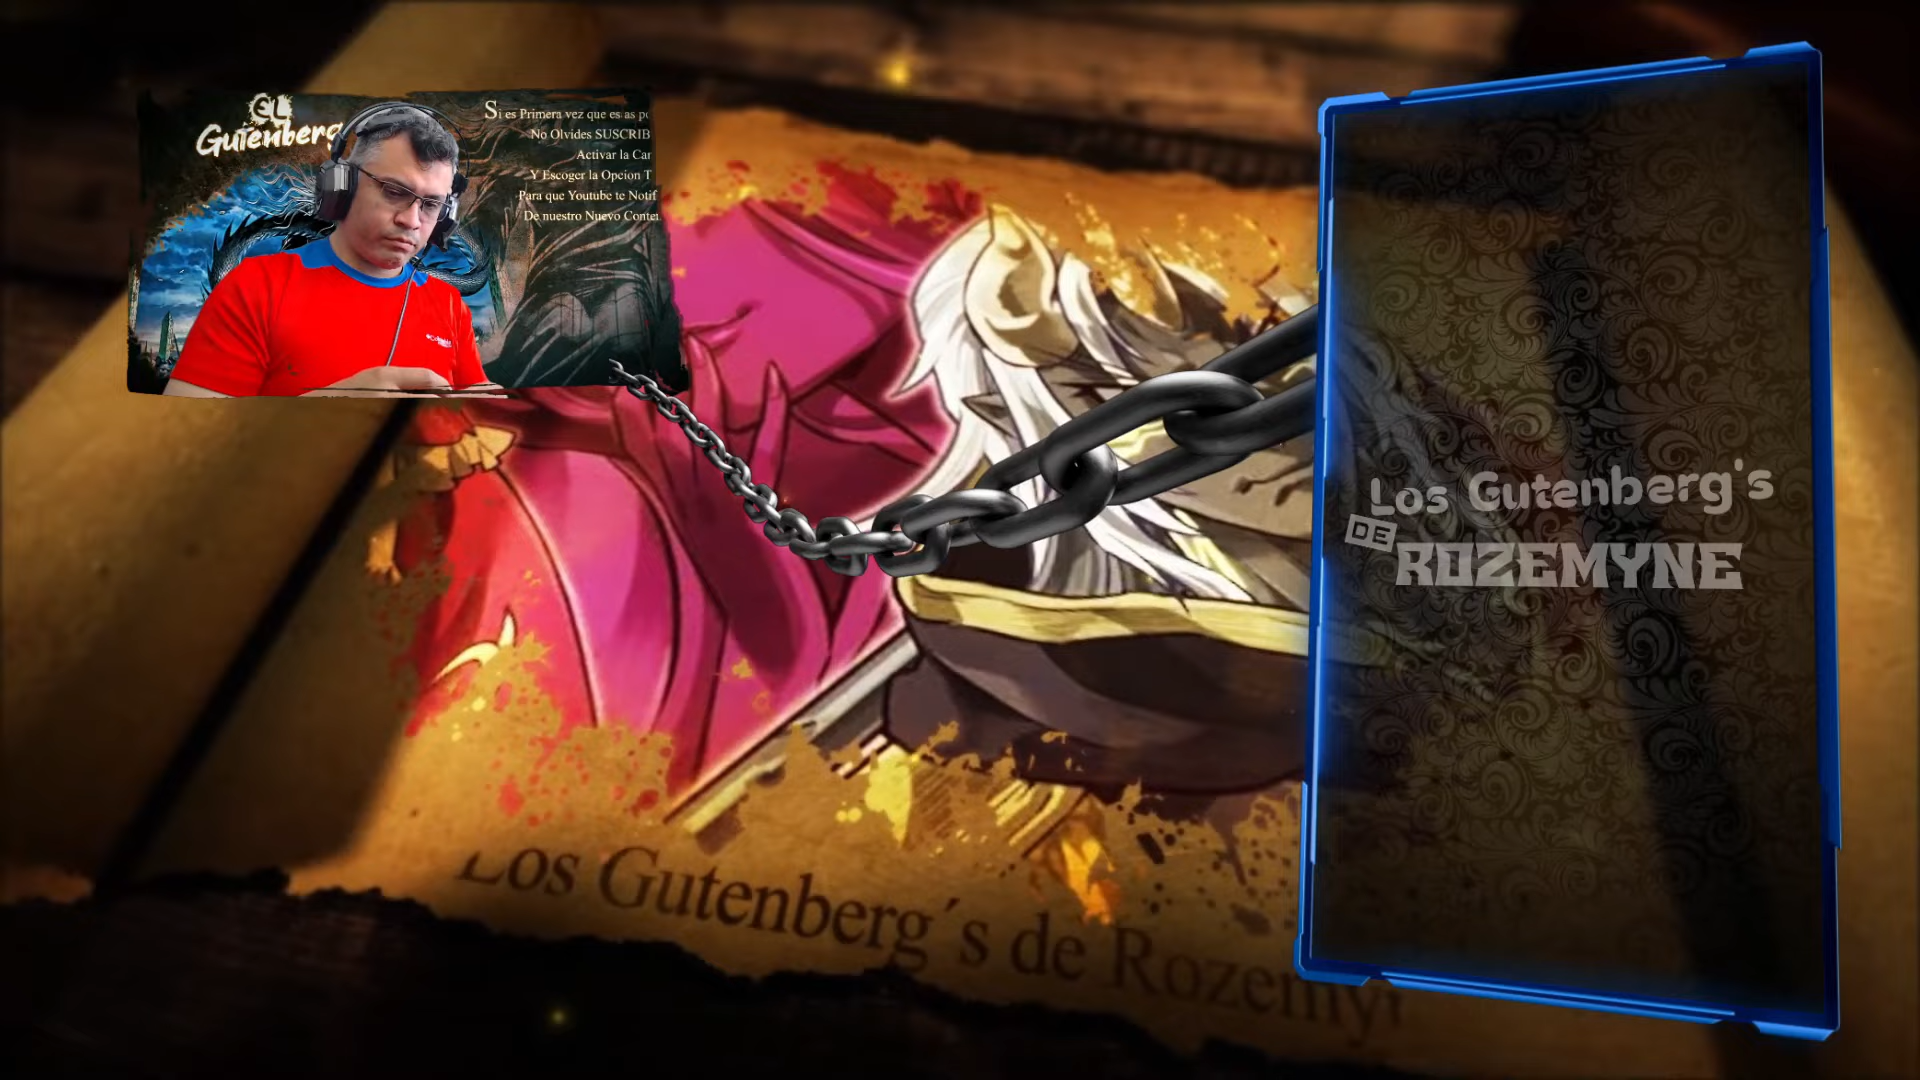 EL
Gutenberg
Si es Primera vez que es as
No Olvides
Activar la
Y Escoger la Opcion
Para que Youtube te
De nuestro Nuevo
Los Gutenberg's
DE
ROZEMYNE
Los Gutenberg´s de